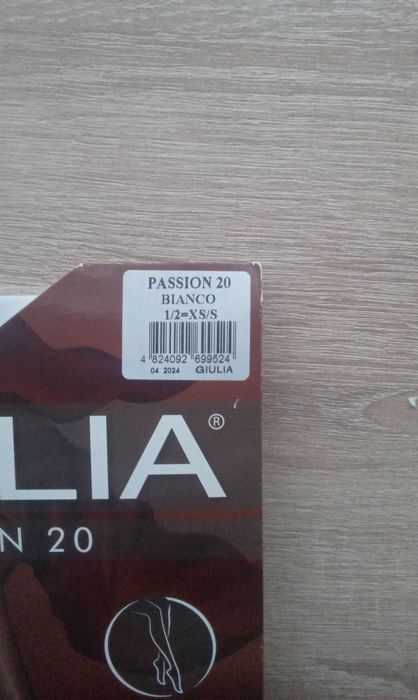 PASSION 20
BIANCO
1/2=XS/S
4 824092 699524
04 2024 GIULIA
LIA®
N 20